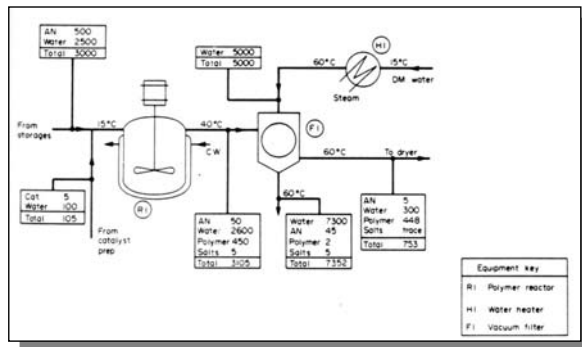 AN 500
Water 2500
Total 3000
Water 5000
Total 5000
H1
60°C
15°C
DM water
Steam
From
storages
15°C
40°C
F1
CW
60°C
To dryer
R1
60°C
Cat 5
Water 100
Total 105
From
catalyst
prep
AN 50
Water 2600
Polymer 450
Salts 5
Total 3105
Water 7300
AN 45
Polymer 2
Salts 5
Total 7352
AN 5
Water 300
Polymer 448
Salts trace
Total 753
Equipment key
R1 Polymer reactor
H1 Water heater
F1 Vacuum filter